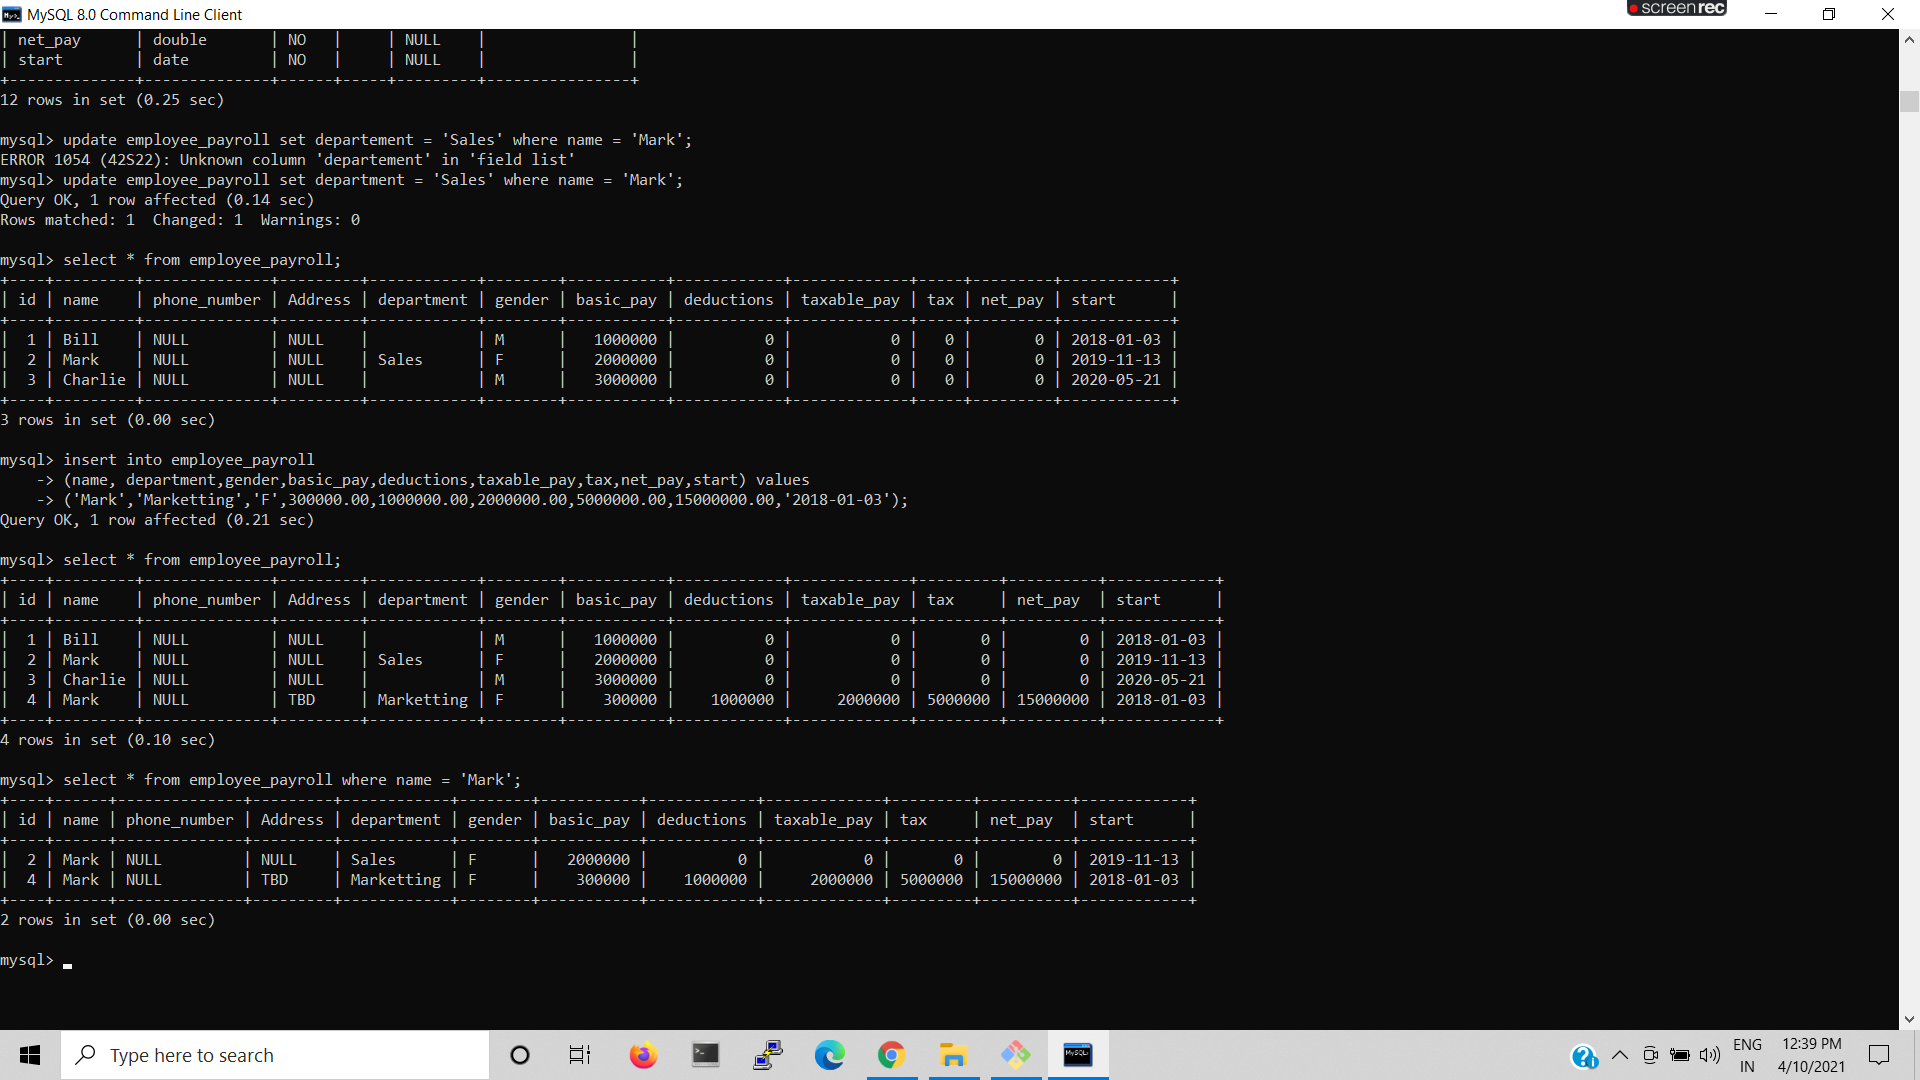 MySQL 8.0 Command Line Client
screenrec
| net_pay      | double       | NO   |     | NULL    |                |
| start        | date         | NO   |     | NULL    |                |
+--------------+--------------+------+-----+---------+----------------+
12 rows in set (0.25 sec)
mysql> update employee_payroll set departement = 'Sales' where name = 'Mark';
ERROR 1054 (42S22): Unknown column 'departement' in 'field list'
mysql> update employee_payroll set department = 'Sales' where name = 'Mark';
Query OK, 1 row affected (0.14 sec)
Rows matched: 1  Changed: 1  Warnings: 0
mysql> select * from employee_payroll;
+----+---------+--------------+---------+------------+--------+-----------+------------+-------------+-----+---------+------------+
| id | name    | phone_number | Address | department | gender | basic_pay | deductions | taxable_pay | tax | net_pay | start      |
+----+---------+--------------+---------+------------+--------+-----------+------------+-------------+-----+---------+------------+
|  1 | Bill    | NULL         | NULL    |            | M      |   1000000 |          0 |           0 |   0 |       0 | 2018-01-03 |
|  2 | Mark    | NULL         | NULL    | Sales      | F      |   2000000 |          0 |           0 |   0 |       0 | 2019-11-13 |
|  3 | Charlie | NULL         | NULL    |            | M      |   3000000 |          0 |           0 |   0 |       0 | 2020-05-21 |
+----+---------+--------------+---------+------------+--------+-----------+------------+-------------+-----+---------+------------+
3 rows in set (0.00 sec)
mysql> insert into employee_payroll
    -> (name, department,gender,basic_pay,deductions,taxable_pay,tax,net_pay,start) values
    -> ('Mark','Marketting','F',300000.00,1000000.00,2000000.00,5000000.00,15000000.00,'2018-01-03');
Query OK, 1 row affected (0.21 sec)
mysql> select * from employee_payroll;
+----+---------+--------------+---------+------------+--------+-----------+------------+-------------+---------+----------+------------+
| id | name    | phone_number | Address | department | gender | basic_pay | deductions | taxable_pay | tax     | net_pay  | start      |
+----+---------+--------------+---------+------------+--------+-----------+------------+-------------+---------+----------+------------+
|  1 | Bill    | NULL         | NULL    |            | M      |   1000000 |          0 |           0 |       0 |        0 | 2018-01-03 |
|  2 | Mark    | NULL         | NULL    | Sales      | F      |   2000000 |          0 |           0 |       0 |        0 | 2019-11-13 |
|  3 | Charlie | NULL         | NULL    |            | M      |   3000000 |          0 |           0 |       0 |        0 | 2020-05-21 |
|  4 | Mark    | NULL         | TBD     | Marketting | F      |    300000 |    1000000 |     2000000 | 5000000 | 15000000 | 2018-01-03 |
+----+---------+--------------+---------+------------+--------+-----------+------------+-------------+---------+----------+------------+
4 rows in set (0.10 sec)
mysql> select * from employee_payroll where name = 'Mark';
+----+------+--------------+---------+------------+--------+-----------+------------+-------------+---------+----------+------------+
| id | name | phone_number | Address | department | gender | basic_pay | deductions | taxable_pay | tax     | net_pay  | start      |
+----+------+--------------+---------+------------+--------+-----------+------------+-------------+---------+----------+------------+
|  2 | Mark | NULL         | NULL    | Sales      | F      |   2000000 |          0 |           0 |       0 |        0 | 2019-11-13 |
|  4 | Mark | NULL         | TBD     | Marketting | F      |    300000 |    1000000 |     2000000 | 5000000 | 15000000 | 2018-01-03 |
+----+------+--------------+---------+------------+--------+-----------+------------+-------------+---------+----------+------------+
2 rows in set (0.00 sec)
mysql> _
Type here to search
MySQL
ENG
IN
12:39 PM
4/10/2021